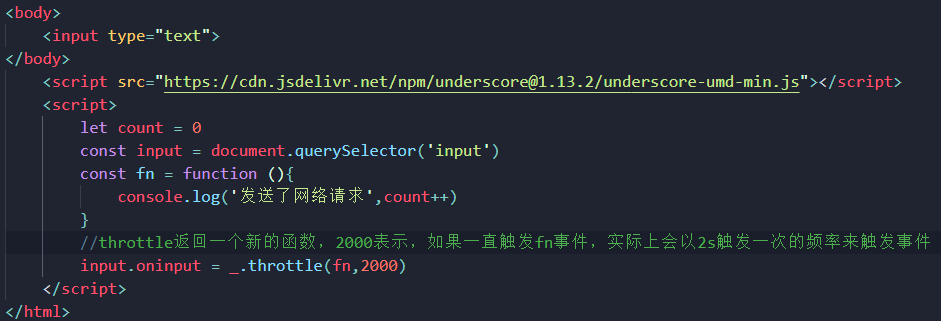 <body>
<input type="text">
</body>
<script src="https://cdn.jsdelivr.net/npm/underscore@1.13.2/underscore-umd-min.js"></script>
<script>
let count = 0
const input = document.querySelector('input')
const fn = function (){
console.log('发送了网络请求',count++)
}
//throttle返回一个新的函数，2000表示，如果一直触发fn事件，实际上会以2s触发一次的频率来触发事件
input.oninput = _.throttle(fn,2000)
</script>
</html>